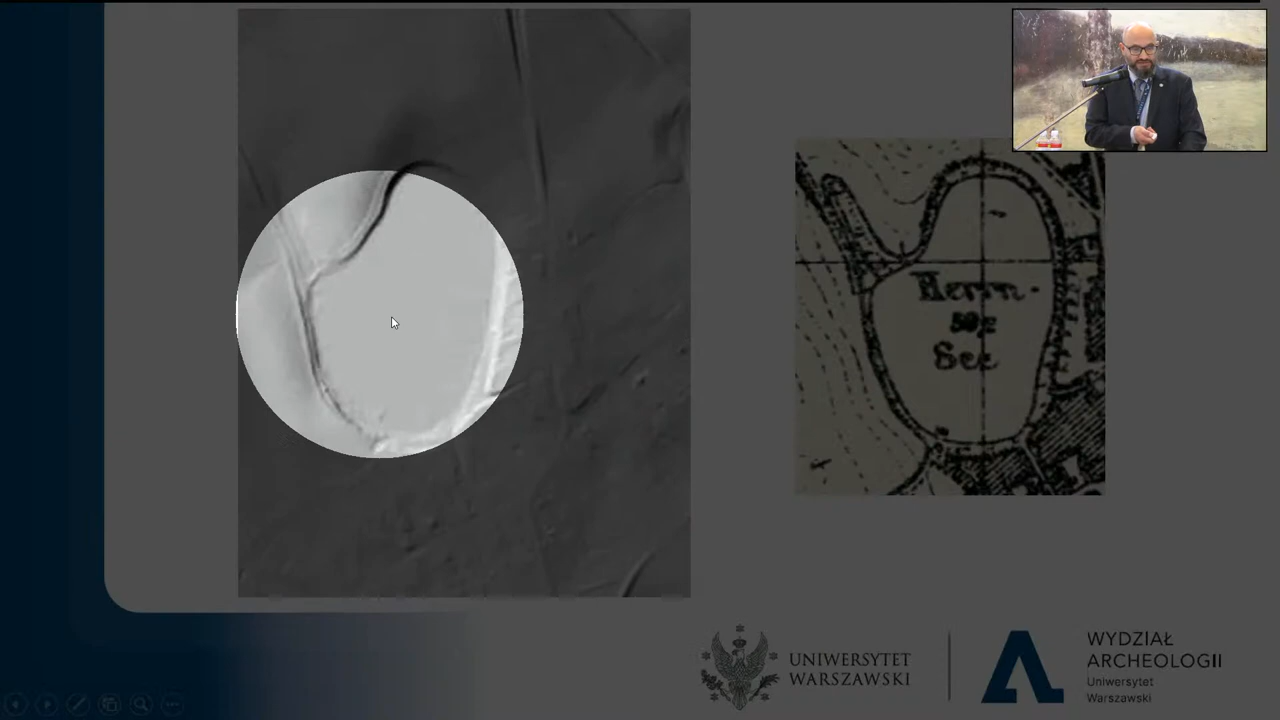 Herrn-
See
UNIWERSYTET
WARSZAWSKI
WYDZIAŁ
ARCHEOLOGII
Uniwersytet
Warszawski